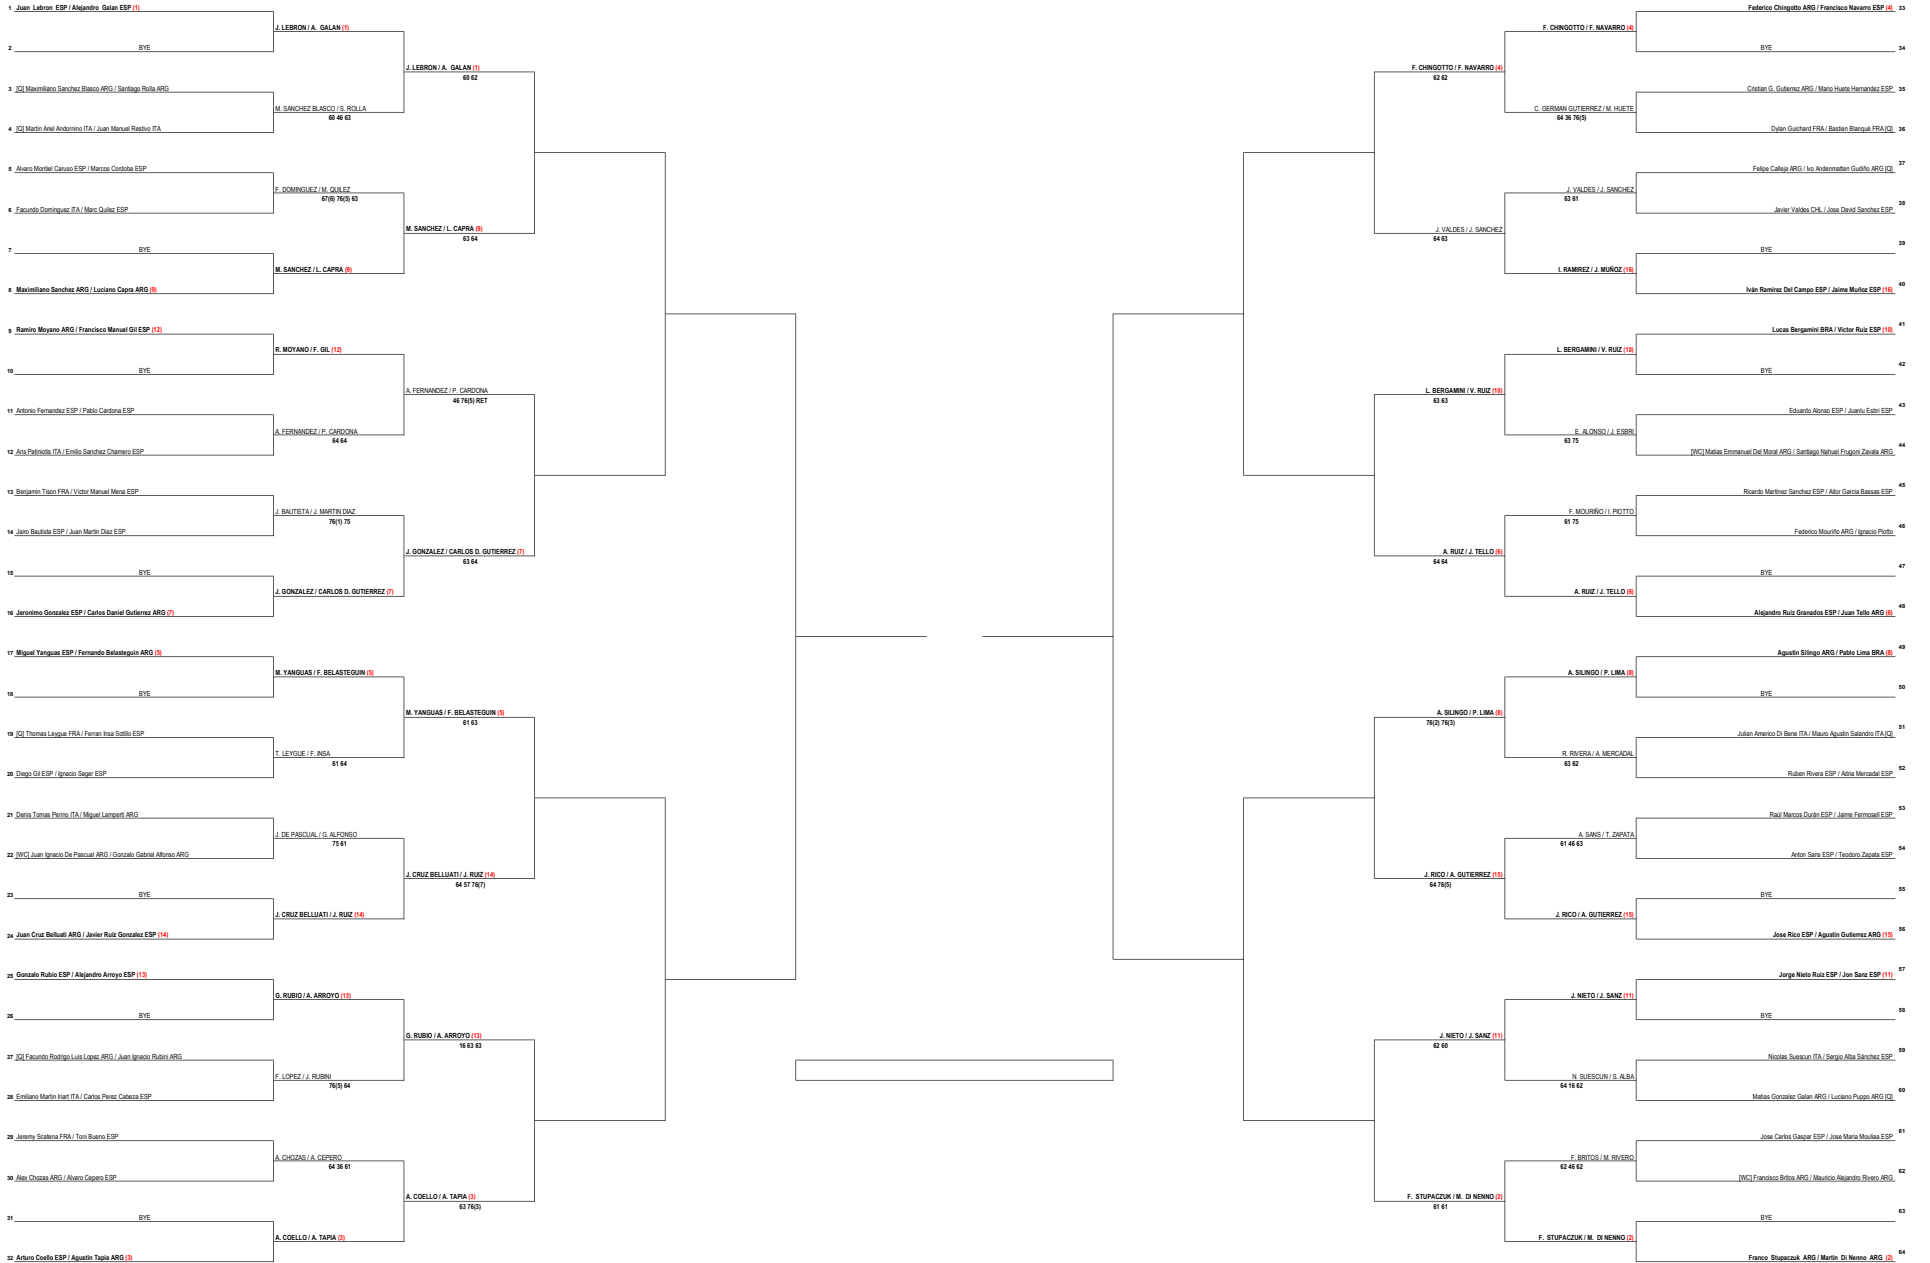 1 Juan Lebron ESP / Alejandro Galan ESP (1)
J. LEBRON / A. GALAN (1)
2 BYE
J. LEBRON / A. GALAN (1)
60 62
3 [Q] Maximiliano Sanchez Blasco ARG / Santiago Rolla ARG
M. SANCHEZ BLASCO / S. ROLLA
60 46 63
4 [Q] Martin Ariel Andornino ITA / Juan Manuel Restivo ITA
5 Alvaro Montiel Caruso ESP / Marcos Cordoba ESP
F. DOMINGUEZ / M. QUILEZ
67(6) 76(5) 63
6 Facundo Dominguez ITA / Marc Quilez ESP
M. SANCHEZ / L. CAPRA (9)
63 64
7 BYE
M. SANCHEZ / L. CAPRA (9)
8 Maximiliano Sanchez ARG / Luciano Capra ARG (9)
9 Ramiro Moyano ARG / Francisco Manuel Gil ESP (12)
R. MOYANO / F. GIL (12)
10 BYE
A. FERNANDEZ / P. CARDONA
46 76(5) RET
11 Antonio Fernandez ESP / Pablo Cardona ESP
A. FERNANDEZ / P. CARDONA
64 64
12 Aris Patiniotis ITA / Emilio Sanchez Chamero ESP
13 Benjamin Tison FRA / Victor Manuel Mena ESP
J. BAUTISTA / J. MARTIN DIAZ
76(1) 75
14 Jairo Bautista ESP / Juan Martin Diaz ESP
J. GONZALEZ / CARLOS D. GUTIERREZ (7)
63 64
15 BYE
J. GONZALEZ / CARLOS D. GUTIERREZ (7)
16 Jeronimo Gonzalez ESP / Carlos Daniel Gutierrez ARG (7)
17 Miguel Yanguas ESP / Fernando Belasteguin ARG (5)
M. YANGUAS / F. BELASTEGUIN (5)
18 BYE
M. YANGUAS / F. BELASTEGUIN (5)
61 63
19 [Q] Thomas Leygue FRA / Ferran Insa Sotillo ESP
T. LEYGUE / F. INSA
61 64
20 Diego Gil ESP / Ignacio Sager ESP
21 Denis Tomas Perino ITA / Miguel Lamperti ARG
J. DE PASCUAL / G. ALFONSO
75 61
22 [WC] Juan Ignacio De Pascual ARG / Gonzalo Gabriel Alfonso ARG
J. CRUZ BELLUATI / J. RUIZ (14)
64 57 76(7)
23 BYE
J. CRUZ BELLUATI / J. RUIZ (14)
24 Juan Cruz Belluati ARG / Javier Ruiz Gonzalez ESP (14)
25 Gonzalo Rubio ESP / Alejandro Arroyo ESP (13)
G. RUBIO / A. ARROYO (13)
26 BYE
G. RUBIO / A. ARROYO (13)
16 63 63
27 [Q] Facundo Rodrigo Luis Lopez ARG / Juan Ignacio Rubini ARG
F. LOPEZ / J. RUBINI
76(5) 64
28 Emiliano Martin Iriart ITA / Carlos Perez Cabeza ESP
29 Jeremy Scatena FRA / Toni Bueno ESP
A. CHOZAS / A. CEPERO
64 36 61
30 Alex Chozas ARG / Alvaro Cepero ESP
A. COELLO / A. TAPIA (3)
63 76(3)
31 BYE
A. COELLO / A. TAPIA (3)
32 Arturo Coello ESP / Agustin Tapia ARG (3)
Federico Chingotto ARG / Francisco Navarro ESP (4) 33
F. CHINGOTTO / F. NAVARRO (4)
BYE 34
F. CHINGOTTO / F. NAVARRO (4)
62 62
Cristian G. Gutierrez ARG / Mario Huete Hernandez ESP 35
C. GERMAN GUTIERREZ / M. HUETE
64 36 76(5)
Dylan Guichard FRA / Bastien Blanqué FRA [Q] 36
Felipe Calleja ARG / Ivo Andenmatten Gudiño ARG [Q] 37
J. VALDES / J. SANCHEZ
63 61
Javier Valdes CHL / Jose David Sanchez ESP 38
J. VALDES / J. SANCHEZ
64 63
BYE 39
I. RAMIREZ / J. MUÑOZ (16)
Iván Ramirez Del Campo ESP / Jaime Muñoz ESP (16) 40
Lucas Bergamini BRA / Victor Ruiz ESP (10) 41
L. BERGAMINI / V. RUIZ (10)
BYE 42
L. BERGAMINI / V. RUIZ (10)
63 63
Eduardo Alonso ESP / Juanlu Esbri ESP 43
E. ALONSO / J. ESBRI
63 75
[WC] Matias Emmanuel Del Moral ARG / Santiago Nahuel Frugoni Zavala ARG 44
Ricardo Martinez Sanchez ESP / Aitor Garcia Bassas ESP 45
F. MOURIÑO / I. PIOTTO
61 75
Federico Mouriño ARG / Ignacio Piotto 46
A. RUIZ / J. TELLO (6)
64 64
BYE 47
A. RUIZ / J. TELLO (6)
Alejandro Ruiz Granados ESP / Juan Tello ARG (6) 48
Agustin Silingo ARG / Pablo Lima BRA (8) 49
A. SILINGO / P. LIMA (8)
BYE 50
A. SILINGO / P. LIMA (8)
76(2) 76(3)
Julian Americo Di Bene ITA / Mauro Agustin Salandro ITA [Q] 51
R. RIVERA / A. MERCADAL
63 62
Ruben Rivera ESP / Adria Mercadal ESP 52
Raúl Marcos Durán ESP / Jaime Fermosell ESP 53
A. SANS / T. ZAPATA
61 46 63
Anton Sans ESP / Teodoro Zapata ESP 54
J. RICO / A. GUTIERREZ (15)
64 76(5)
BYE 55
J. RICO / A. GUTIERREZ (15)
Jose Rico ESP / Agustin Gutierrez ARG (15) 56
Jorge Nieto Ruiz ESP / Jon Sanz ESP (11) 57
J. NIETO / J. SANZ (11)
BYE 58
J. NIETO / J. SANZ (11)
62 60
Nicolas Suescun ITA / Sergio Alba Sánchez ESP 59
N. SUESCUN / S. ALBA
64 16 62
Matias Gonzalez Galan ARG / Luciano Puppo ARG [Q] 60
Jose Carlos Gaspar ESP / Jose Maria Mouliaa ESP 61
F. BRITOS / M. RIVERO
62 46 62
[WC] Francisco Britos ARG / Mauricio Alejandro Rivero ARG 62
F. STUPACZUK / M. DI NENNO (2)
61 61
BYE 63
F. STUPACZUK / M. DI NENNO (2)
Franco Stupaczuk ARG / Martin Di Nenno ARG (2) 64